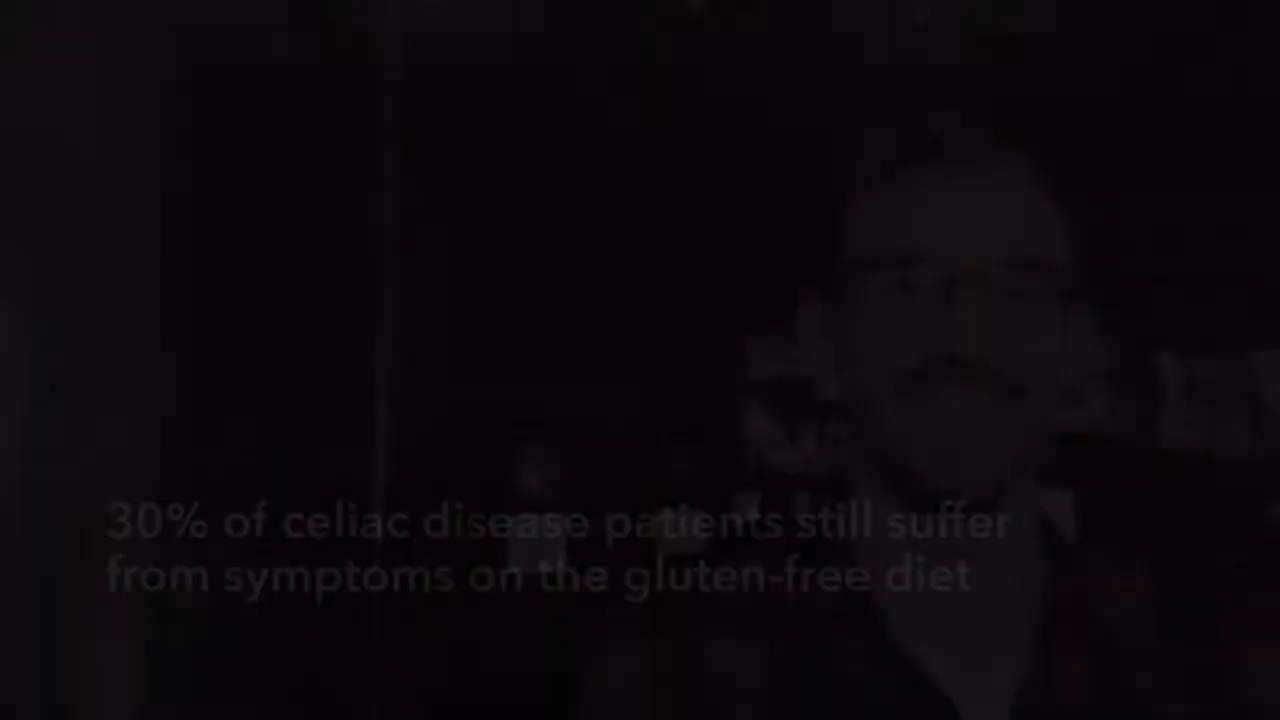 30% of celiac disease patients still suffer
from symptoms on the gluten-free diet